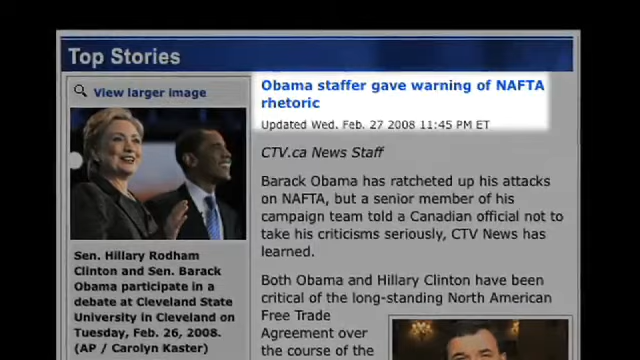 Top Stories
View larger image
Sen. Hillary Rodham
Clinton and Sen. Barack
Obama participate in a
debate at Cleveland State
University in Cleveland on
Tuesday, Feb. 26, 2008.
(AP / Carolyn Kaster)
Obama staffer gave warning of NAFTA
rhetoric
Updated Wed. Feb. 27 2008 11:45 PM ET
CTV.ca News Staff
Barack Obama has ratcheted up his attacks
on NAFTA, but a senior member of his
campaign team told a Canadian official not to
take his criticisms seriously, CTV News has
learned.
Both Obama and Hillary Clinton have been
critical of the long-standing North American
Free Trade
Agreement over
the course of the